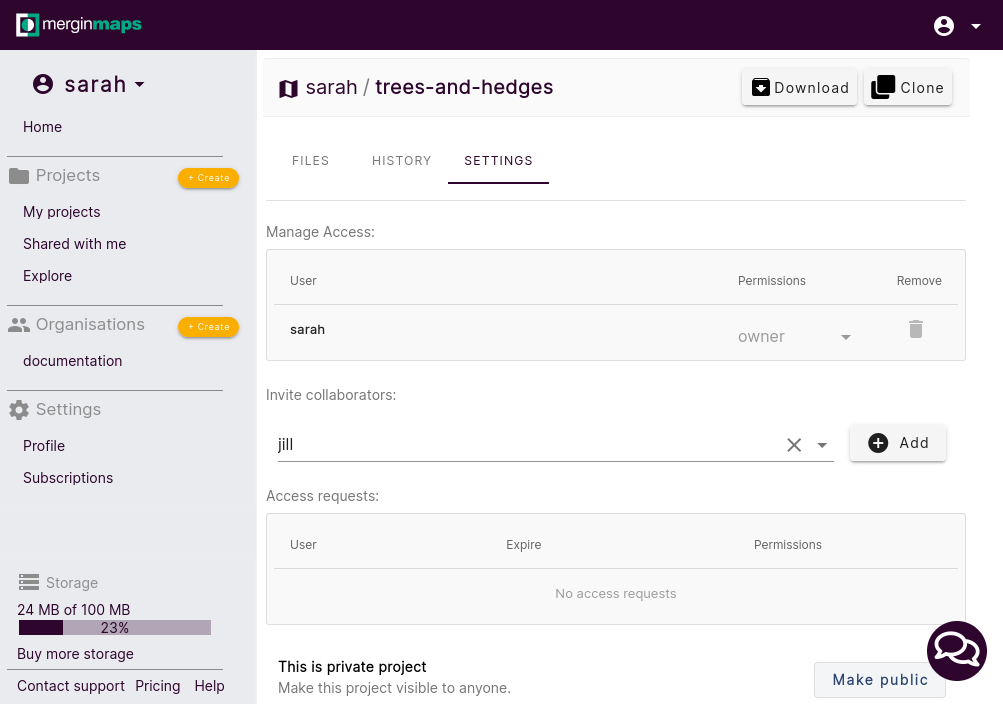 merginmaps
sarah
Home
Projects
+ Create
My projects
Shared with me
Explore
Organisations
+ Create
documentation
Settings
Profile
Subscriptions
Storage
24 MB of 100 MB
23%
Buy more storage
Contact support Pricing Help
sarah / trees-and-hedges
Download Clone
FILES HISTORY SETTINGS
Manage Access:
User Permissions Remove
sarah owner
Invite collaborators:
jill
Add
Access requests:
User Expire Permissions
No access requests
This is private project
Make this project visible to anyone.
Make public